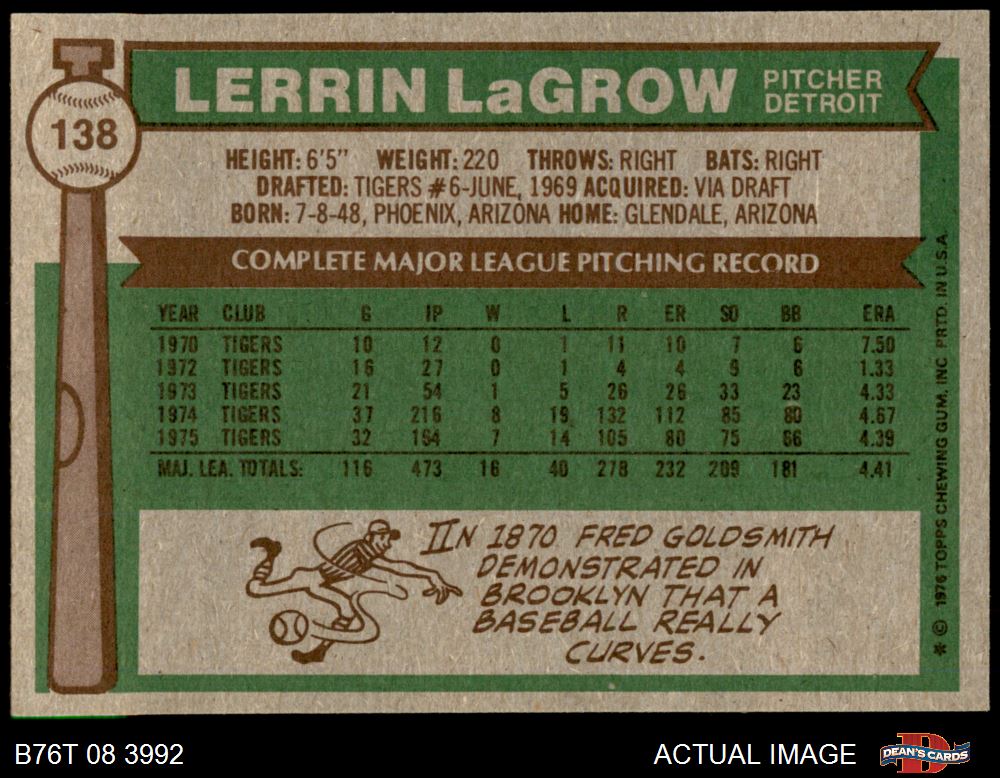 138
LERRIN LaGROW
PITCHER
DETROIT
HEIGHT: 6'5" WEIGHT: 220 THROWS: RIGHT BATS: RIGHT
DRAFTED: TIGERS #6-JUNE, 1969 ACQUIRED: VIA DRAFT
BORN: 7-8-48, PHOENIX, ARIZONA HOME: GLENDALE, ARIZONA
COMPLETE MAJOR LEAGUE PITCHING RECORD
YEAR CLUB G IP W L R ER SO BB ERA
1970 TIGERS 10 12 0 1 11 10 7 6 7.50
1972 TIGERS 16 27 0 1 4 4 9 6 1.33
1973 TIGERS 21 54 1 5 26 26 33 23 4.33
1974 TIGERS 37 216 8 19 132 112 85 80 4.67
1975 TIGERS 32 164 7 14 105 80 75 66 4.39
MAJ. LEA. TOTALS: 116 473 16 40 278 232 209 181 4.41
IN 1870 FRED GOLDSMITH
DEMONSTRATED IN
BROOKLYN THAT A
BASEBALL REALLY
CURVES.
* © 1976 TOPPS CHEWING GUM, INC. PRTD. IN U.S.A.
B76T 08 3992
ACTUAL IMAGE
D
DEAN'S CARDS